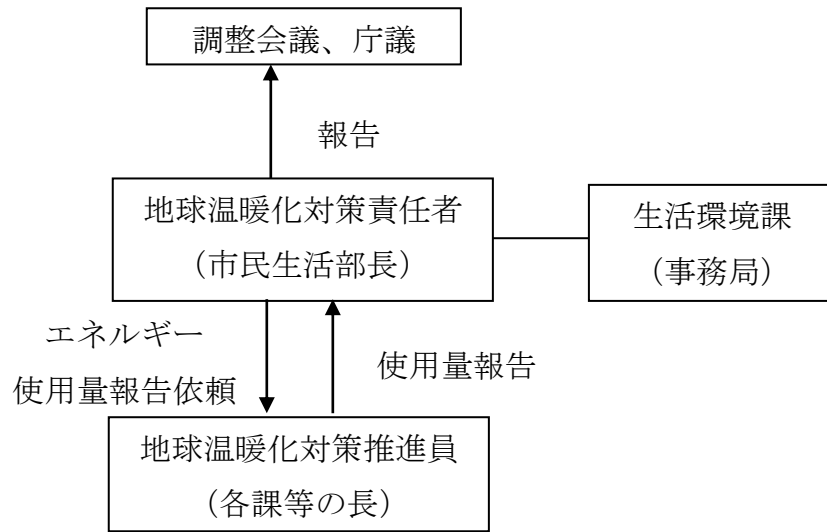 調整会議、庁議
報告
地球温暖化対策責任者
（市民生活部長）
生活環境課
（事務局）
エネルギー
使用量報告依頼
使用量報告
地球温暖化対策推進員
（各課等の長）